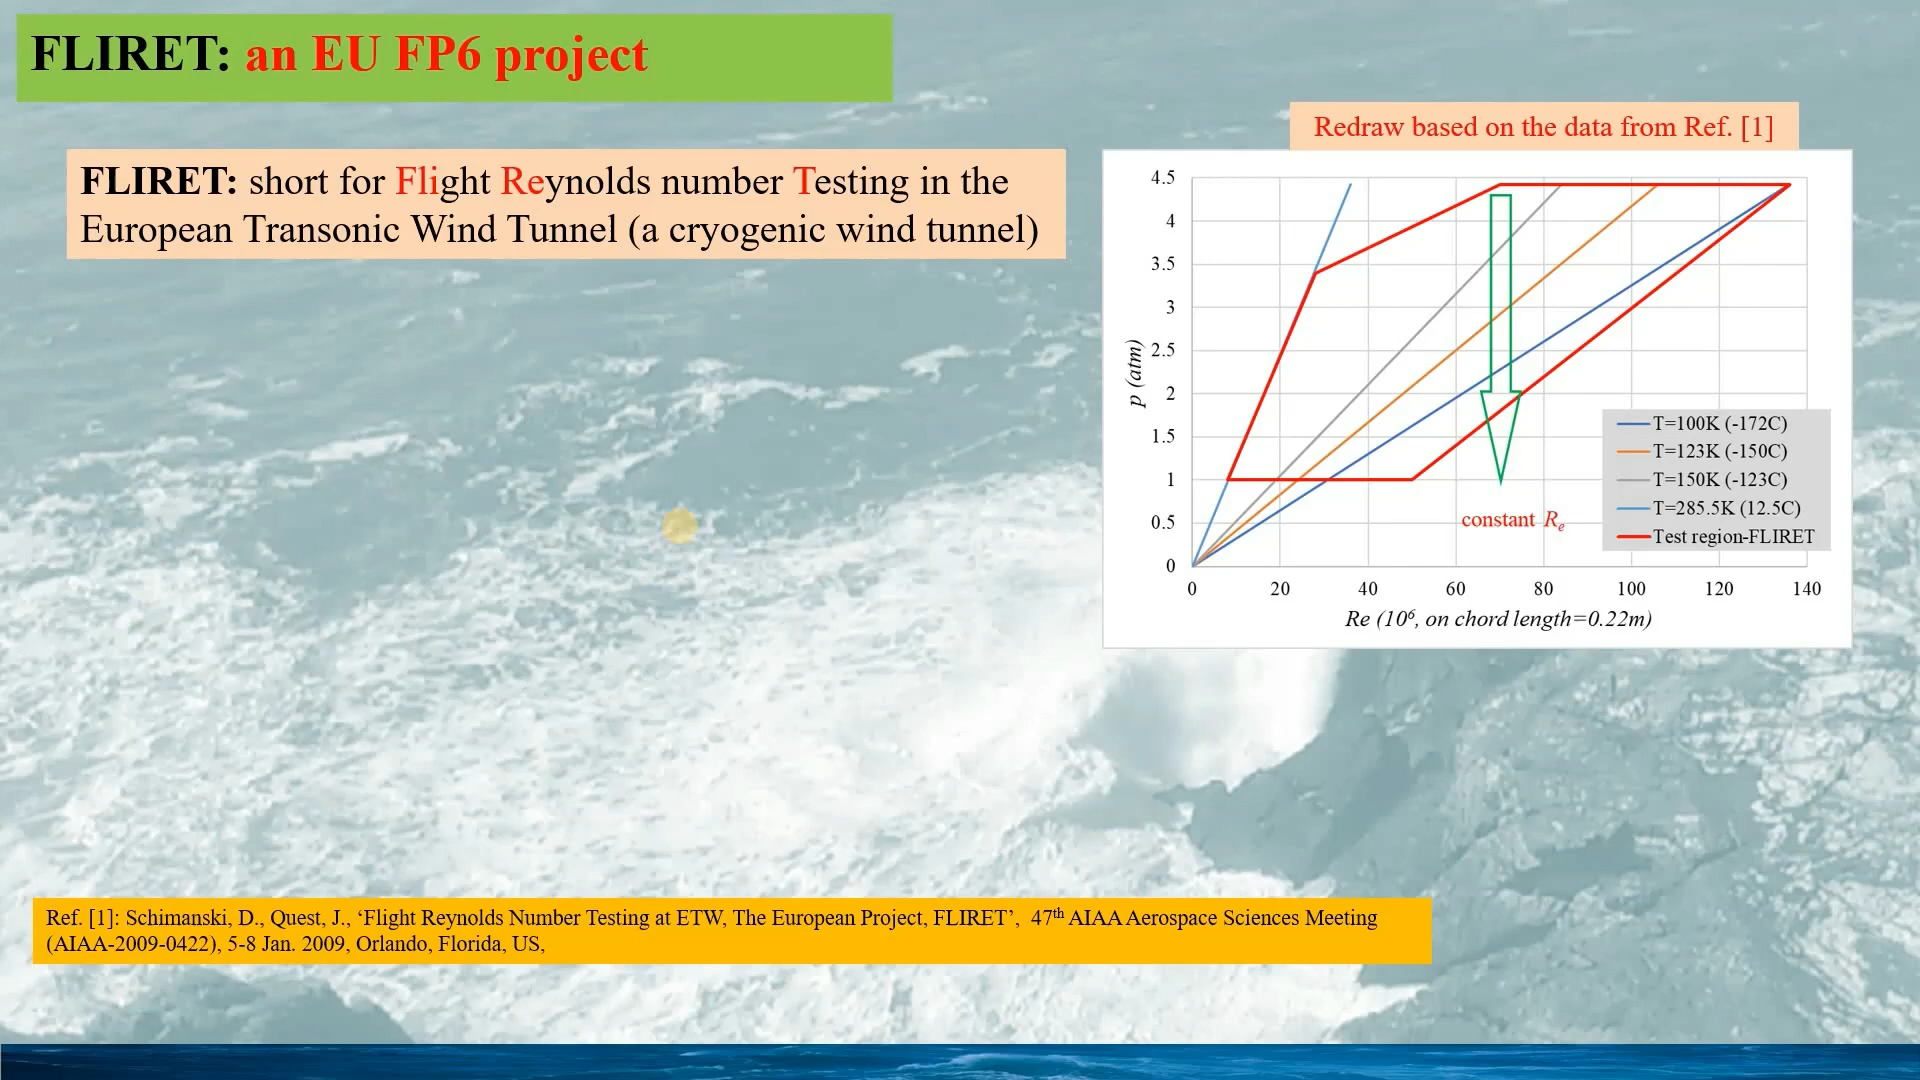 FLIRET: an EU FP6 project
FLIRET: short for Flight Reynolds number Testing in the
European Transonic Wind Tunnel (a cryogenic wind tunnel)
Redraw based on the data from Ref. [1]
4.5
4
3.5
3
2.5
2
1.5
1
0.5
0
p (atm)
T=100K (-172C)
T=123K (-150C)
T=150K (-123C)
T=285.5K (12.5C)
Test region-FLIRET
constant Re
0 20 40 60 80 100 120 140
Re (10⁶, on chord length=0.22m)
Ref. [1]: Schimanski, D., Quest, J., ‘Flight Reynolds Number Testing at ETW, The European Project, FLIRET’, 47th AIAA Aerospace Sciences Meeting
(AIAA-2009-0422), 5-8 Jan. 2009, Orlando, Florida, US,